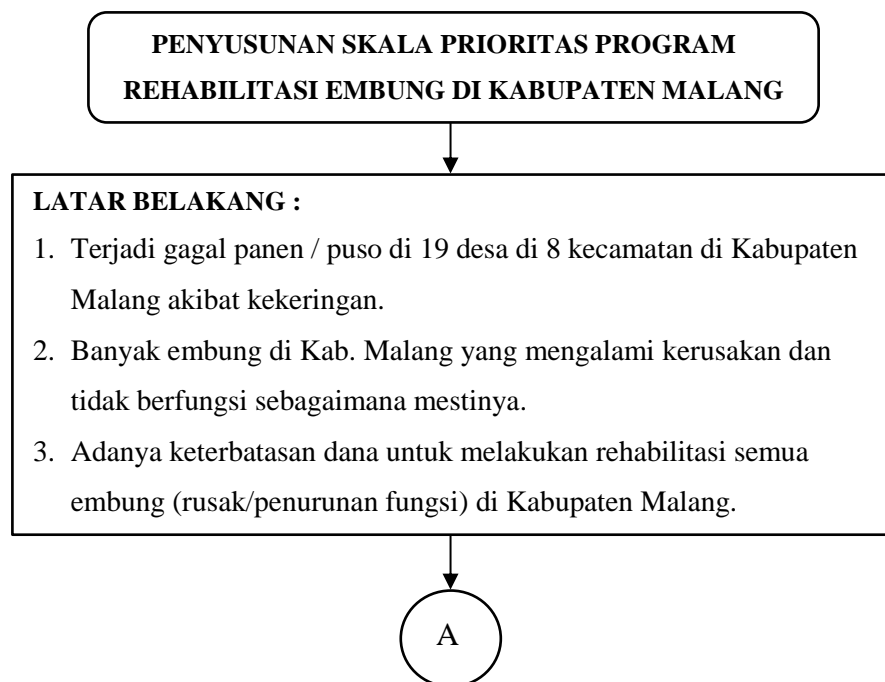 PENYUSUNAN SKALA PRIORITAS PROGRAM
REHABILITASI EMBUNG DI KABUPATEN MALANG
LATAR BELAKANG :
1. Terjadi gagal panen / puso di 19 desa di 8 kecamatan di Kabupaten
Malang akibat kekeringan.
2. Banyak embung di Kab. Malang yang mengalami kerusakan dan
tidak berfungsi sebagaimana mestinya.
3. Adanya keterbatasan dana untuk melakukan rehabilitasi semua
embung (rusak/penurunan fungsi) di Kabupaten Malang.
A